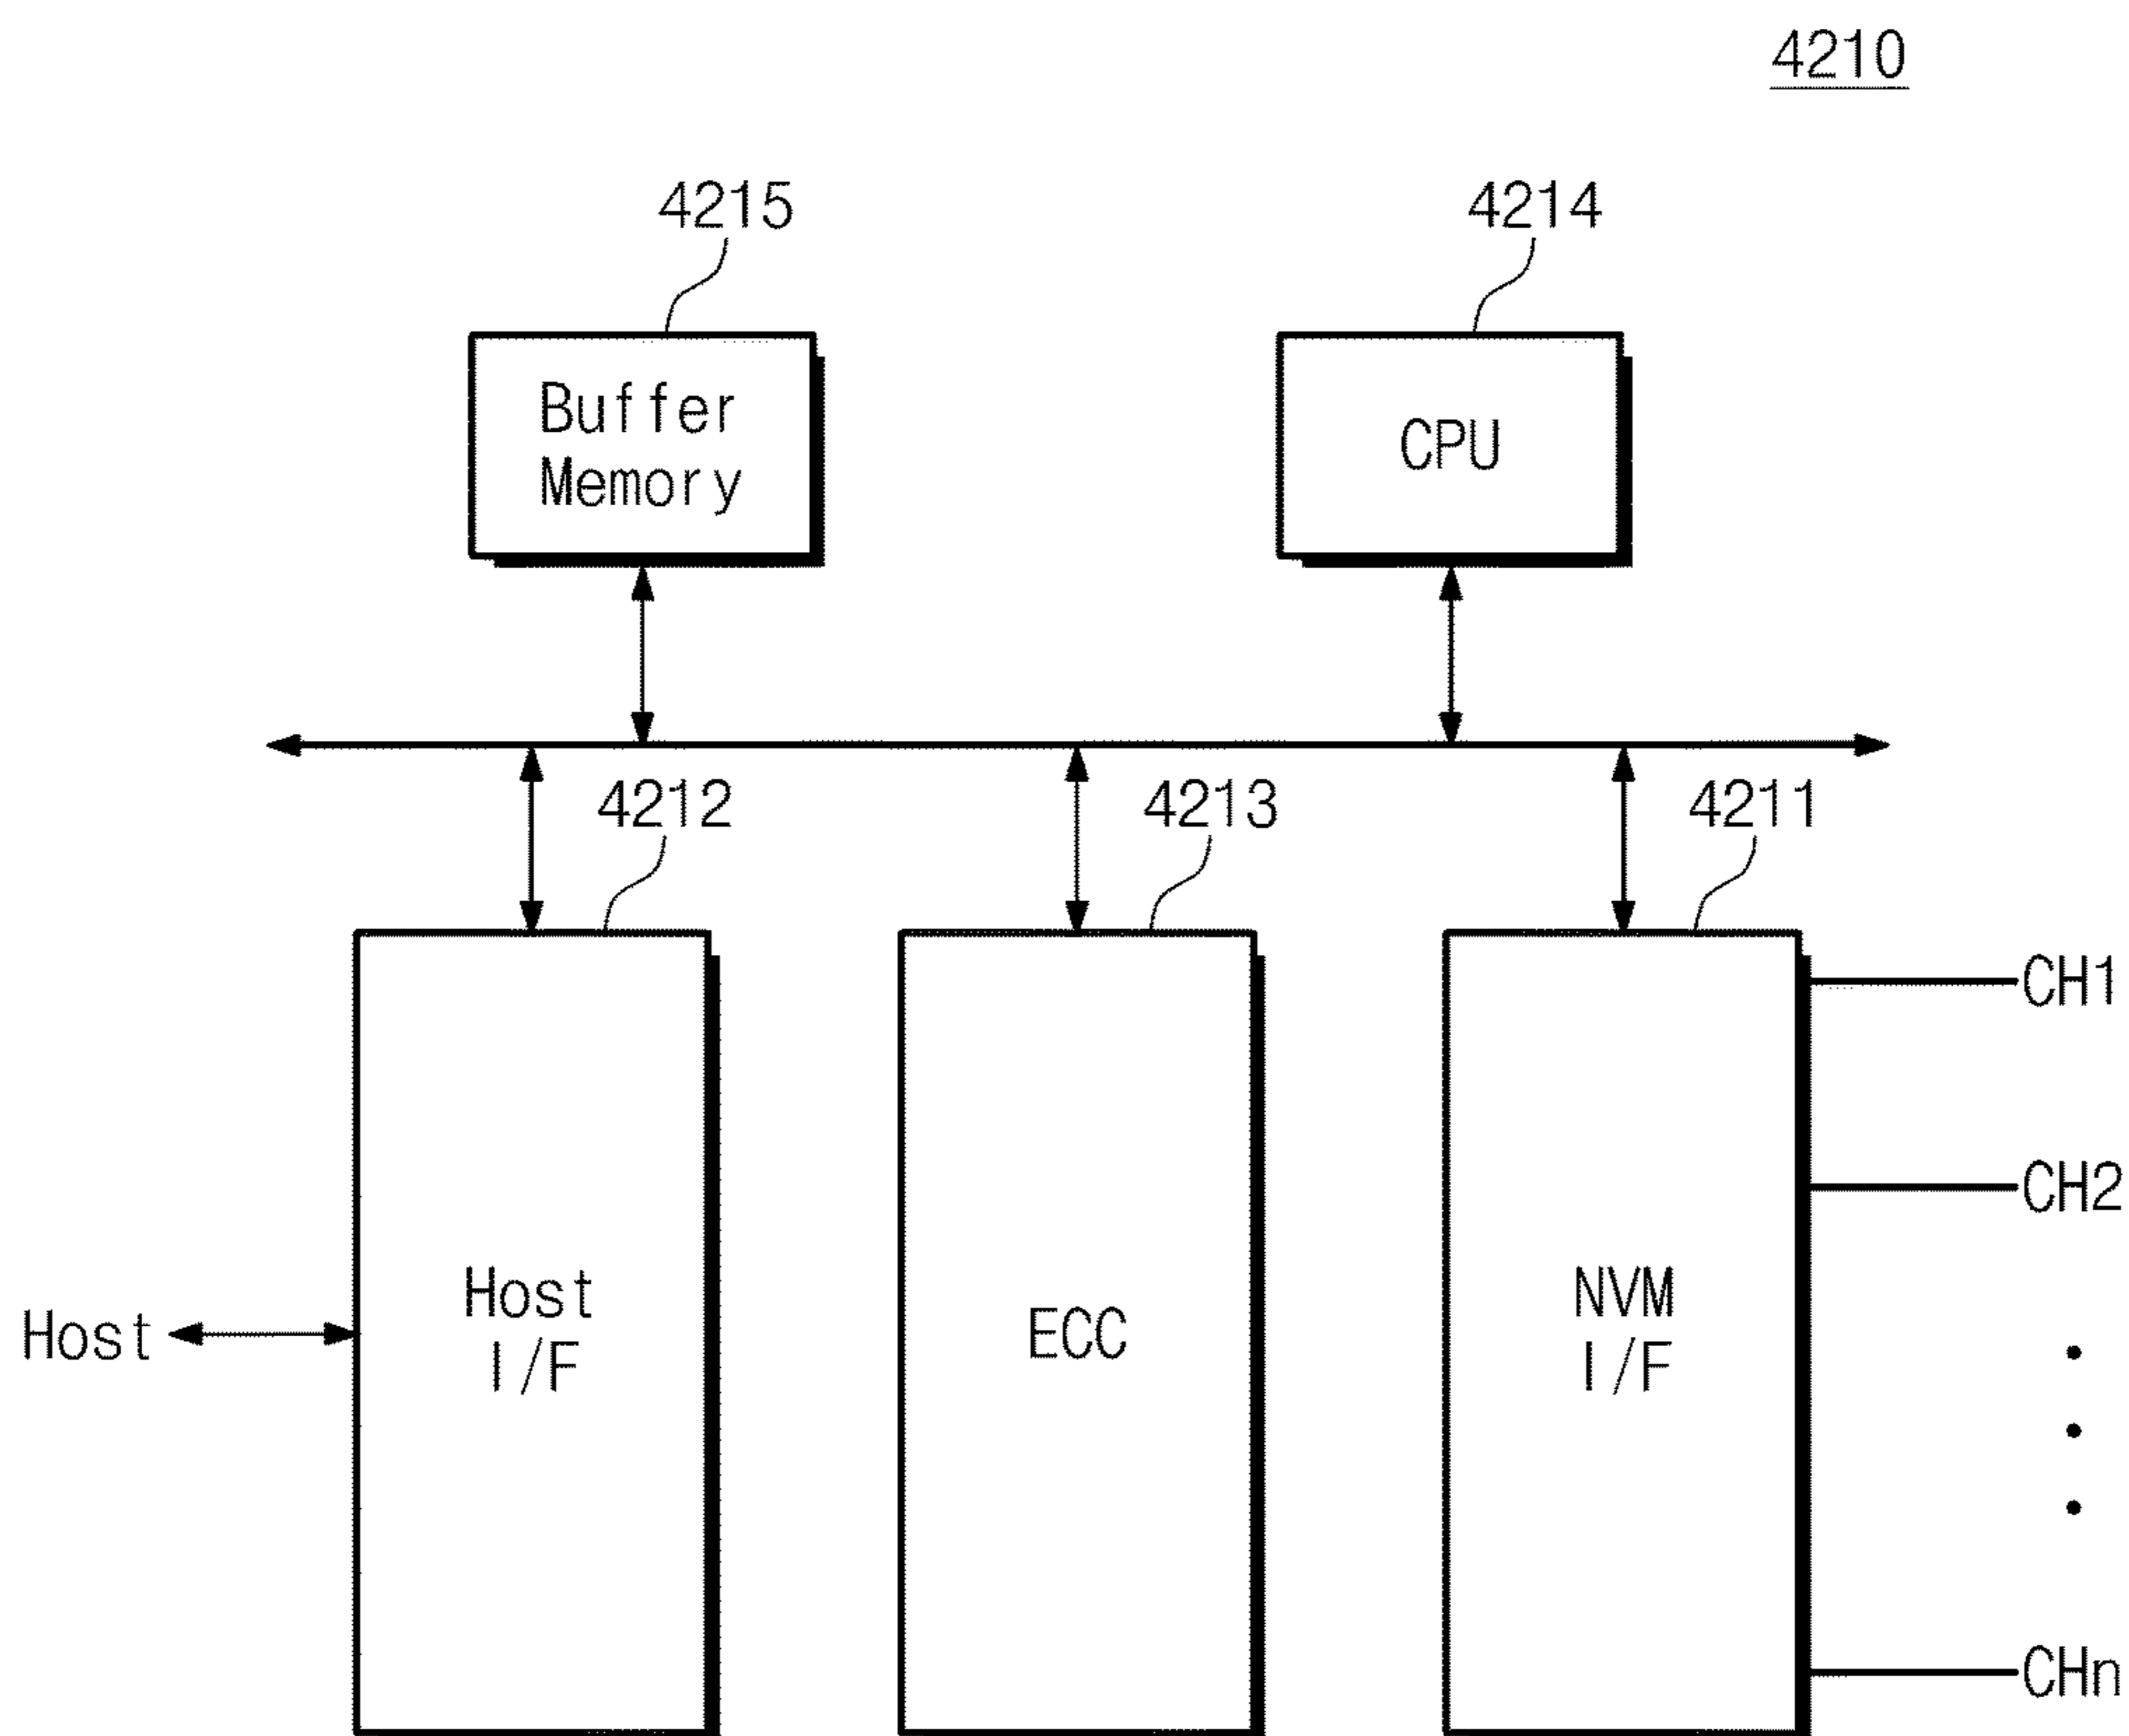 4210
4215
4214
Buffer
Memory
CPU
4212
4213
4211
CH1
CH2
Host
Host
I/F
ECC
NVM
I/F
CHn